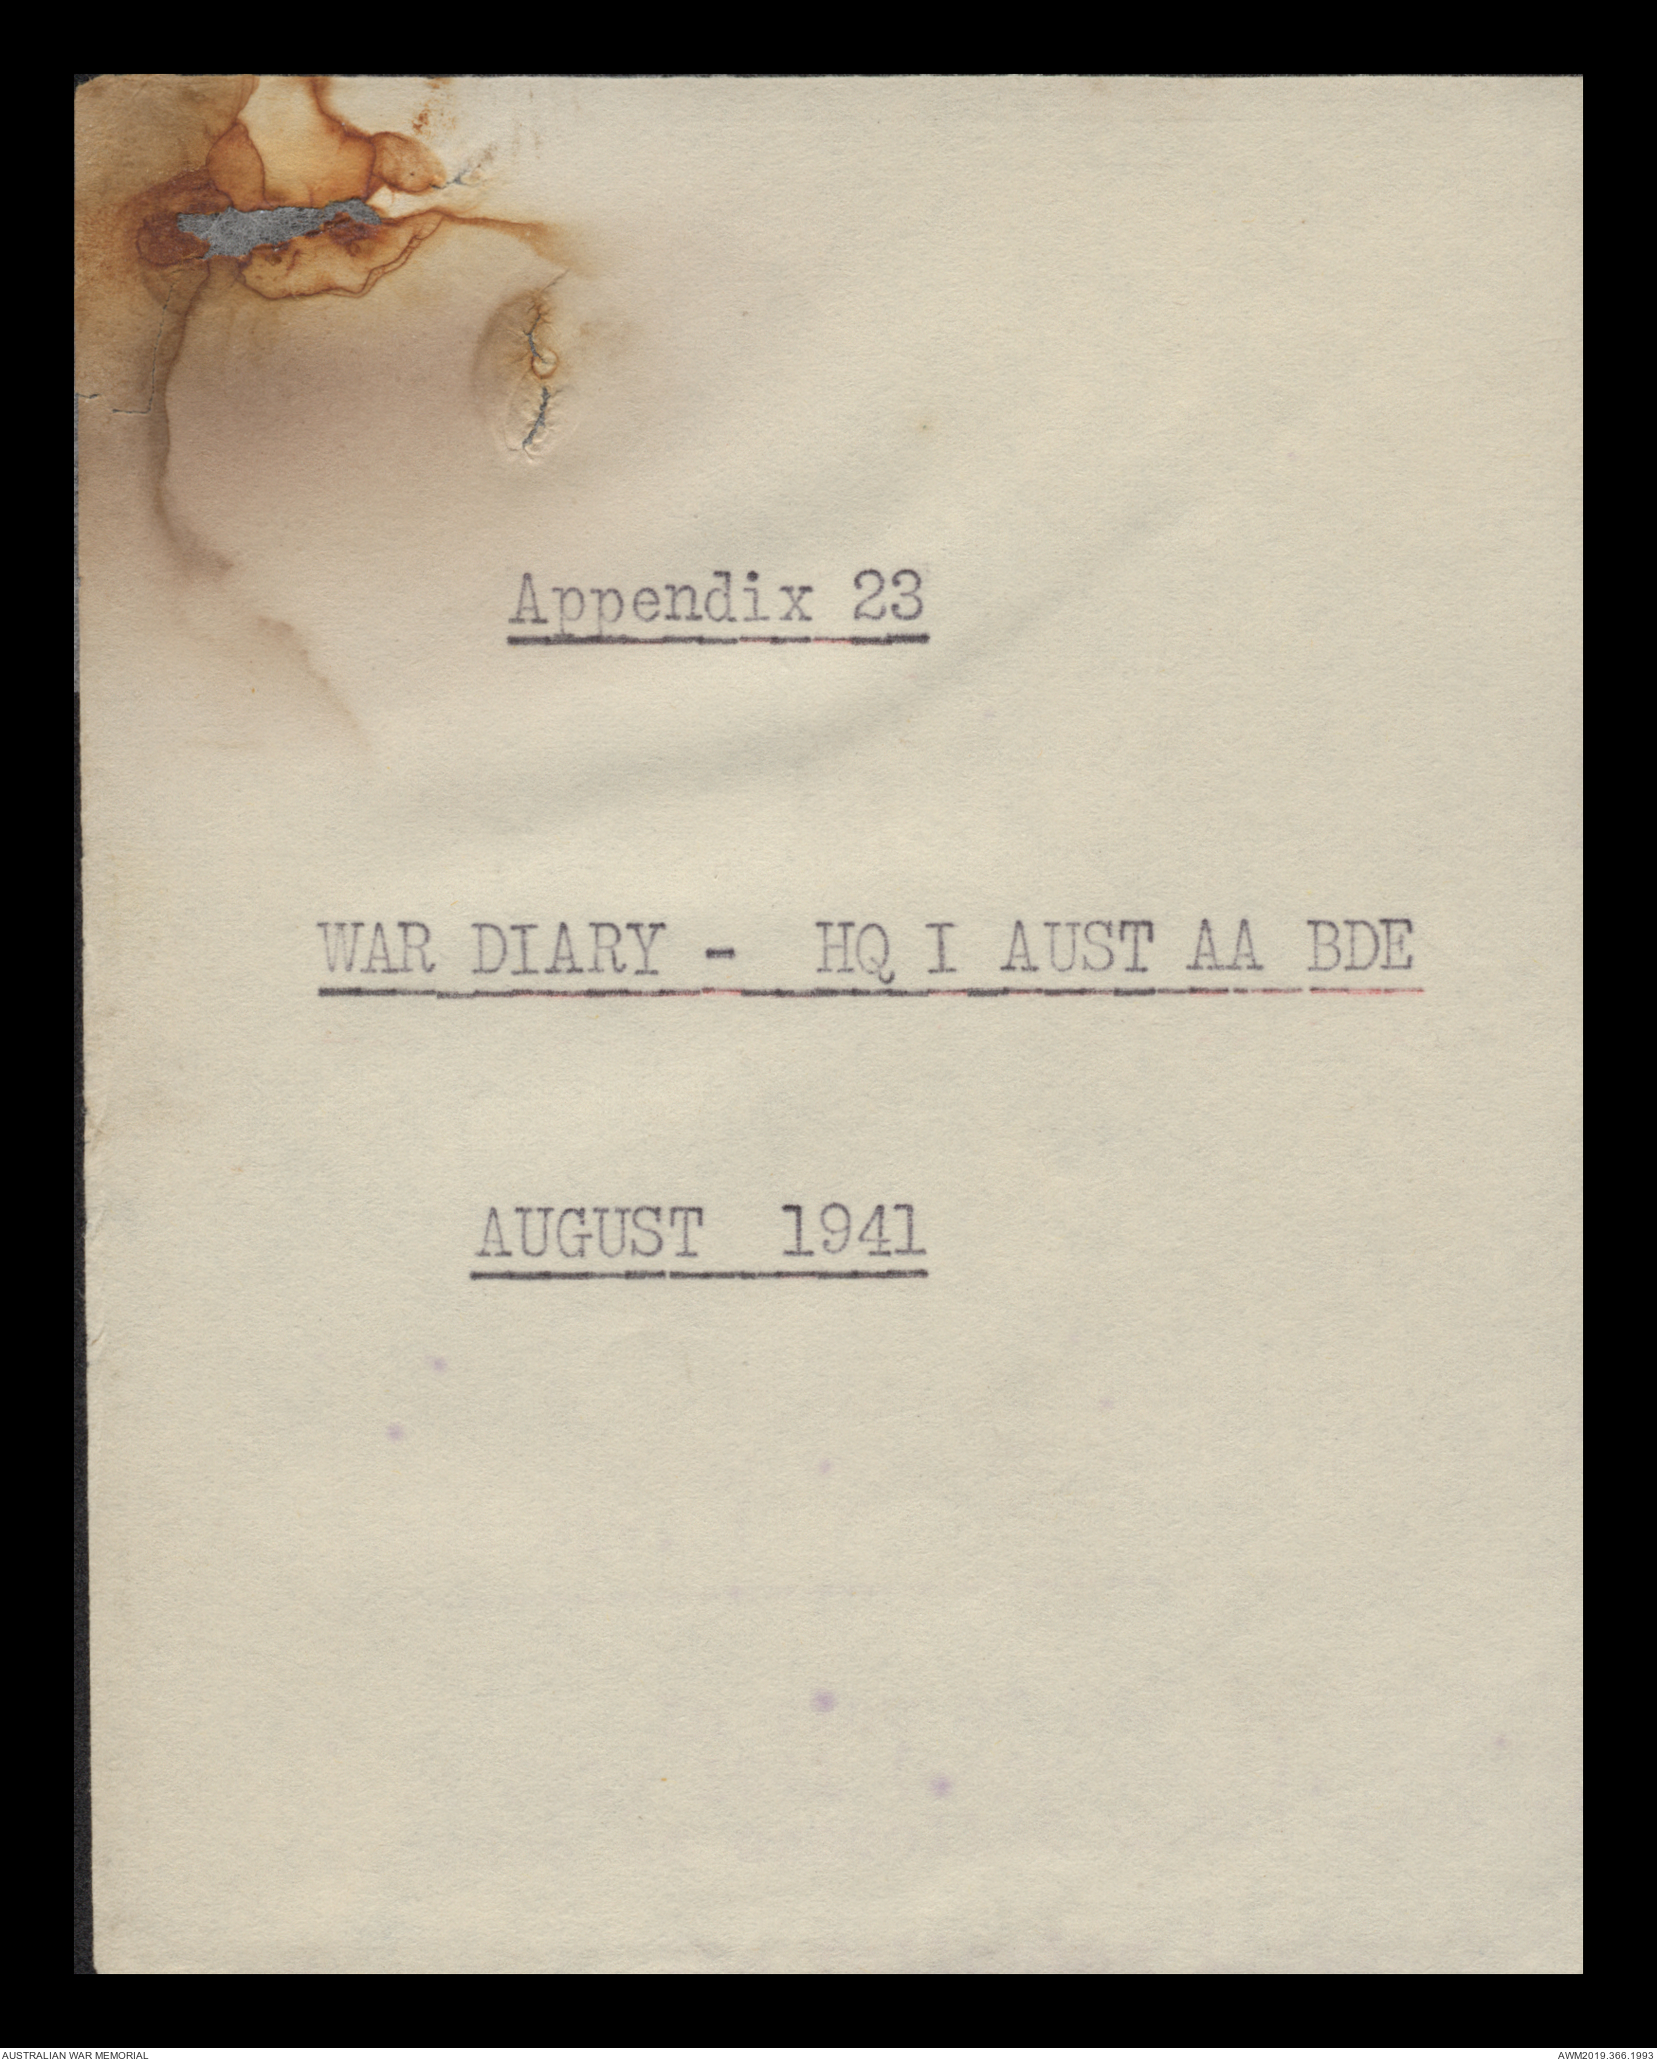 Appendix 23
WAR DIARY - HQ I AUST AA BDE
AUGUST 1941
AUSTRALIAN WAR MEMORIAL
AWM2019.366.1993